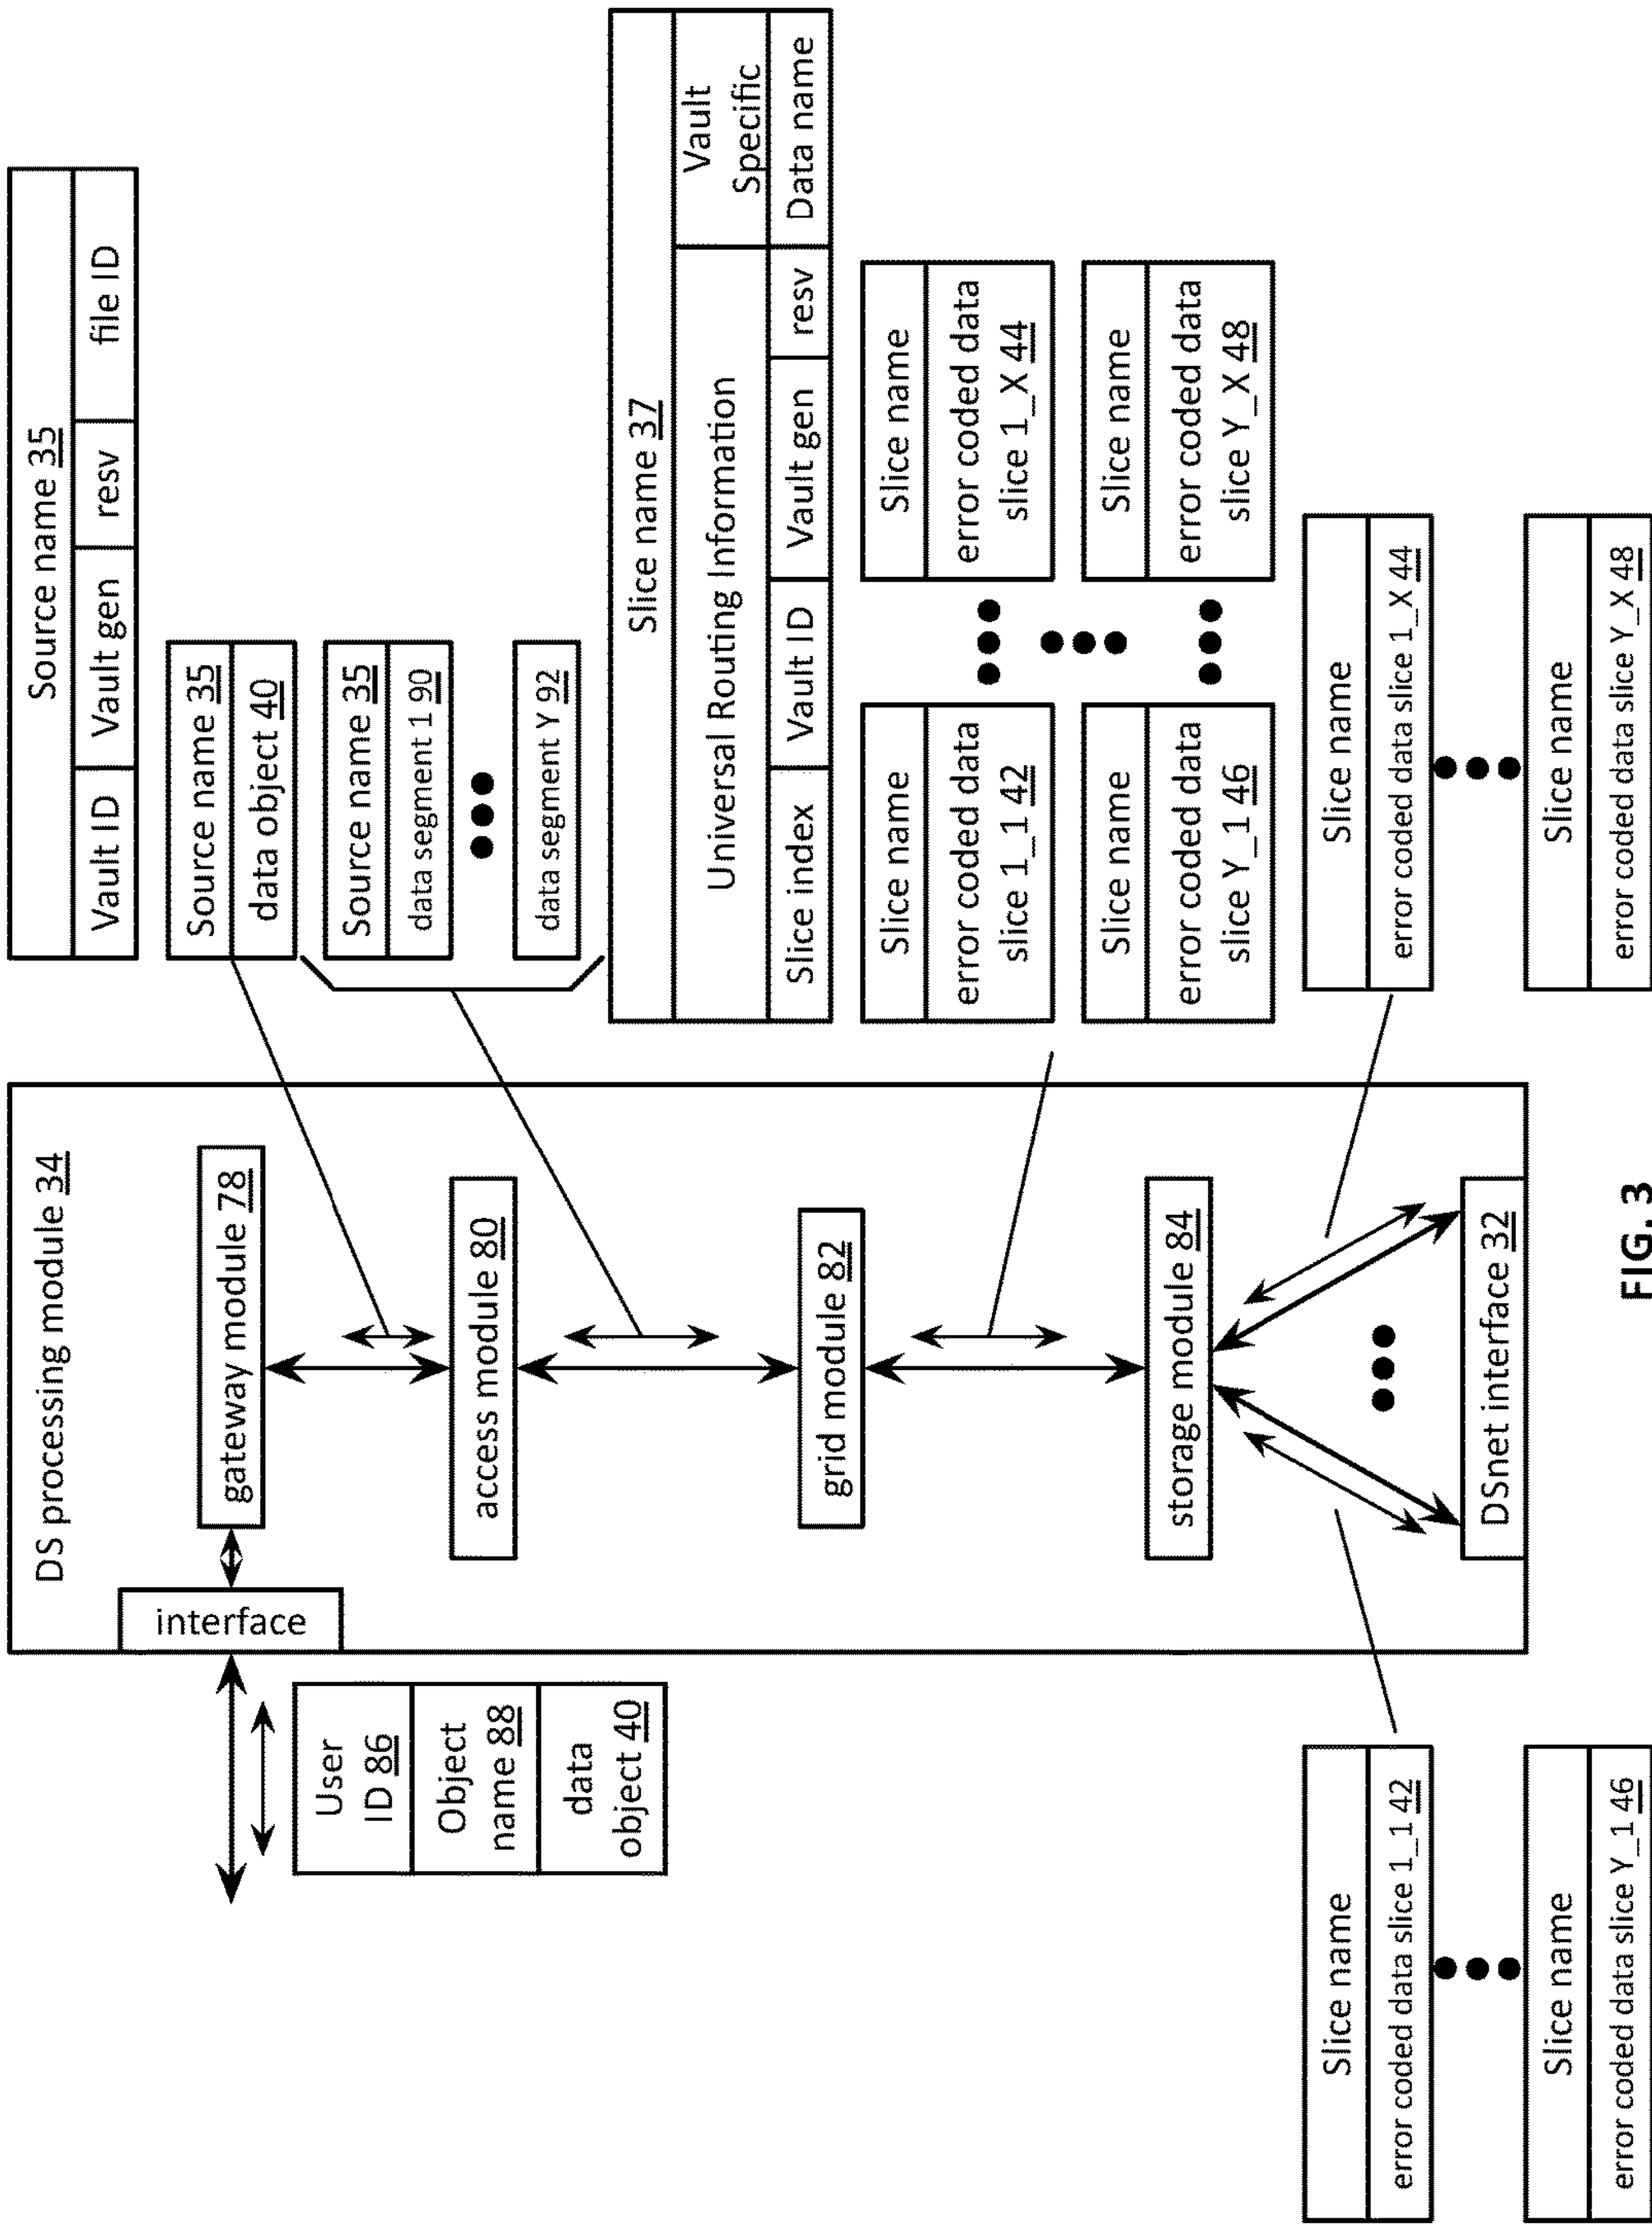 DS processing module 34
interface
gateway module 78
access module 80
grid module 82
storage module 84
DSnet interface 32
User
ID 86
Object
name 88
data
object 40
Source name 35
Vault ID
Vault gen
resv
file ID
Source name 35
data object 40
Source name 35
data segment 1 90
data segment Y 92
Slice name 37
Universal Routing Information
Vault
Specific
Slice index
Vault ID
Vault gen
resv
Data name
Slice name
error coded data
slice 1_1 42
Slice name
error coded data
slice 1_X 44
Slice name
error coded data
slice Y_1 46
Slice name
error coded data
slice Y_X 48
Slice name
error coded data slice 1_1 42
Slice name
error coded data slice Y_1 46
Slice name
error coded data slice 1_X 44
Slice name
error coded data slice Y_X 48
FIG. 3